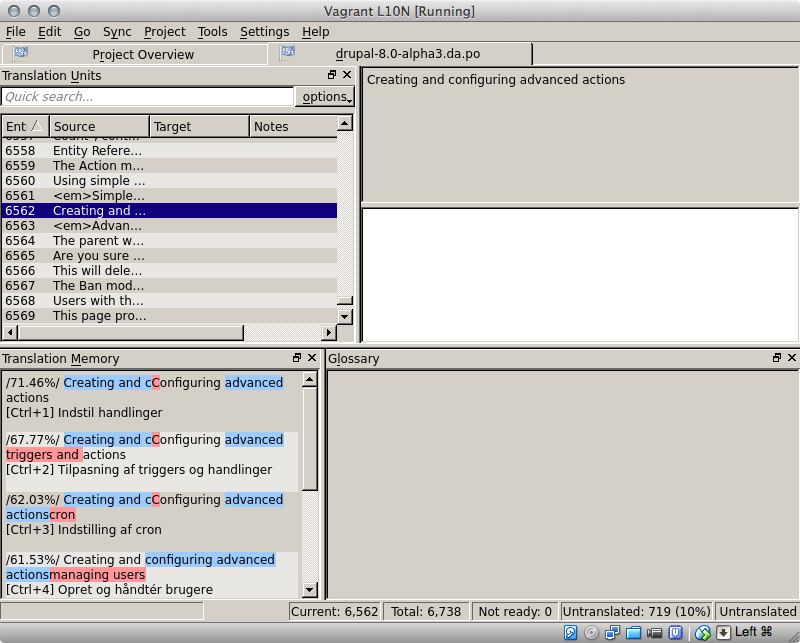 Vagrant L10N [Running]
File Edit Go Sync Project Tools Settings Help
Project Overview drupal-8.0-alpha3.da.po
Translation Units
Quick search... options
Ent Source Target Notes
6558 Entity Refere...
6559 The Action m...
6560 Using simple ...
6561 <em>Simple...
6562 Creating and ...
6563 <em>Advan...
6564 The parent w...
6565 Are you sure ...
6566 This will dele...
6567 The Ban mod...
6568 Users with th...
6569 This page pro...
Creating and configuring advanced actions
Translation Memory
/71.46%/ Creating and cConfiguring advanced
actions
[Ctrl+1] Indstil handlinger
/67.77%/ Creating and cConfiguring advanced
triggers and actions
[Ctrl+2] Tilpasning af triggers og handlinger
/62.03%/ Creating and cConfiguring advanced
actionscron
[Ctrl+3] Indstilling af cron
/61.53%/ Creating and configuring advanced
actionsmanaging users
[Ctrl+4] Opret og håndtér brugere
Glossary
Current: 6,562 Total: 6,738 Not ready: 0 Untranslated: 719 (10%) Untranslated
Left ⌘